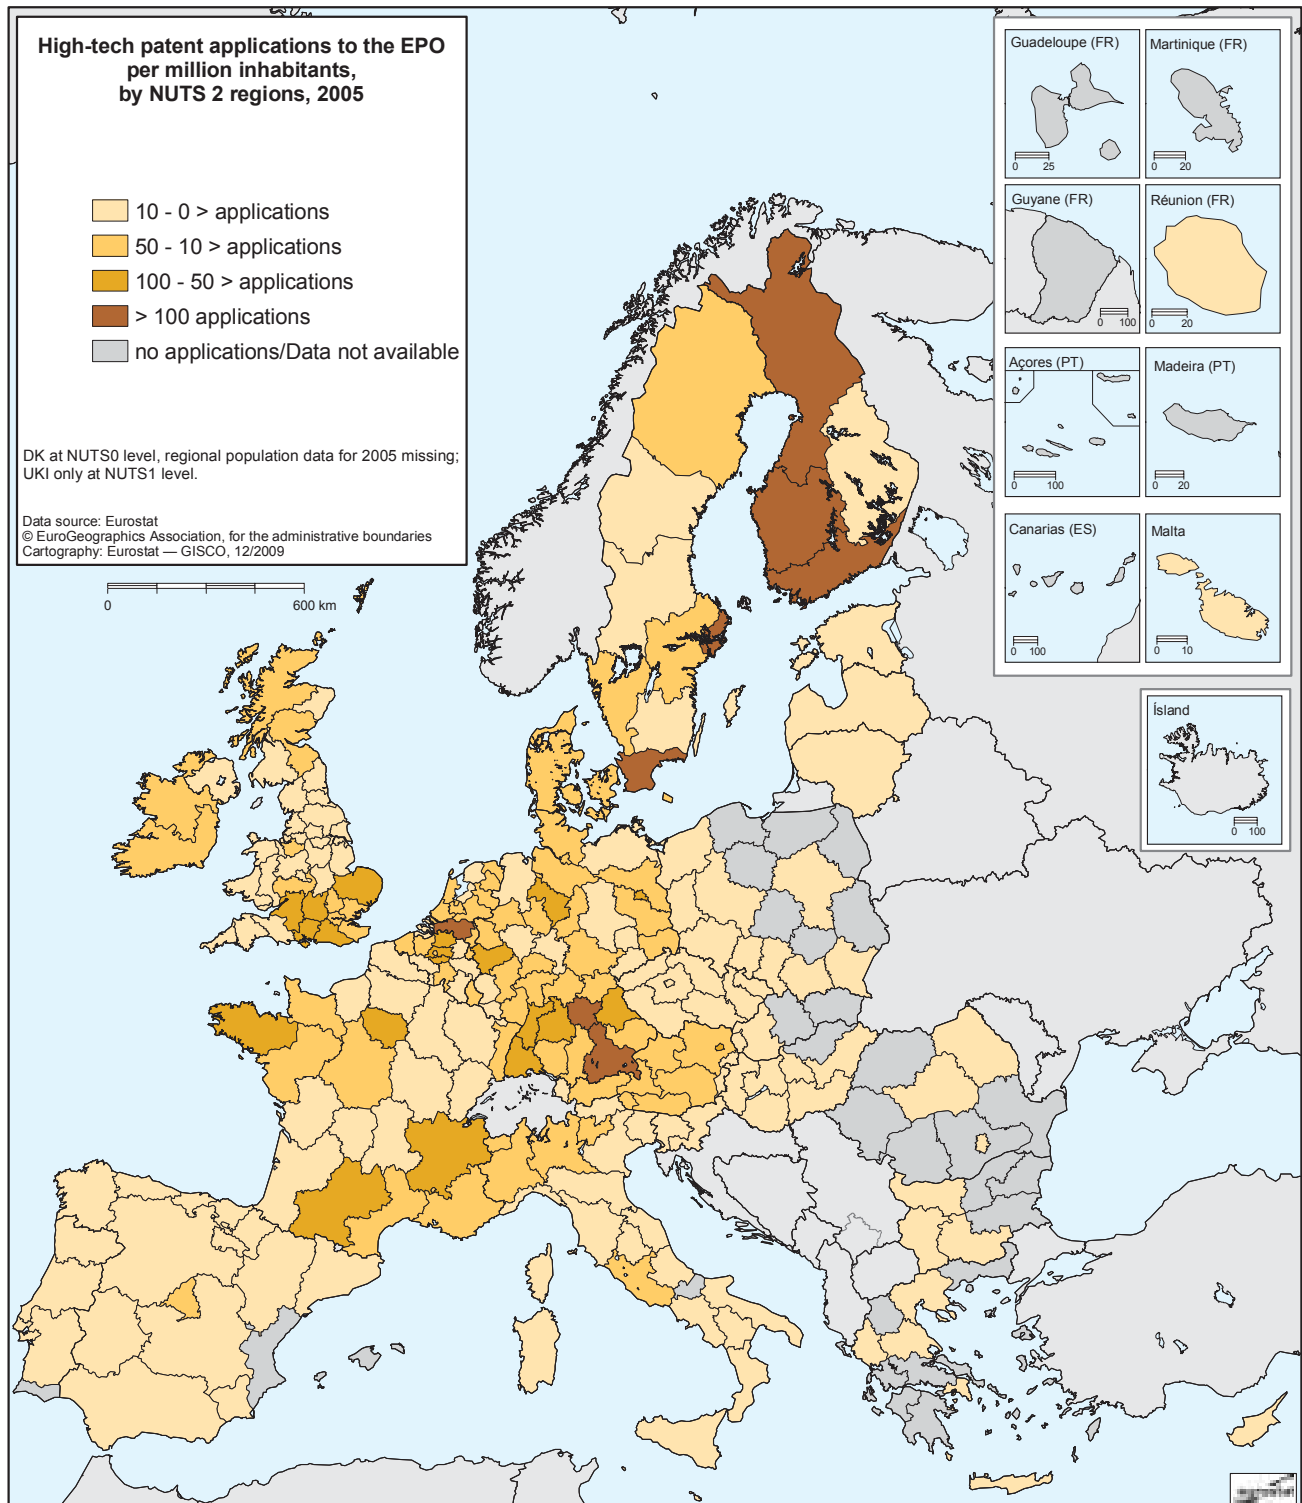 High-tech patent applications to the EPO
per million inhabitants,
by NUTS 2 regions, 2005
10 - 0 > applications
50 - 10 > applications
100 - 50 > applications
> 100 applications
no applications/Data not available
DK at NUTS0 level, regional population data for 2005 missing;
UKI only at NUTS1 level.
Data source: Eurostat
© EuroGeographics Association, for the administrative boundaries
Cartography: Eurostat — GISCO, 12/2009
0 600 km
Guadeloupe (FR)
0 25
Martinique (FR)
0 20
Guyane (FR)
0 100
Réunion (FR)
0 20
Açores (PT)
0 100
Madeira (PT)
0 20
Canarias (ES)
0 100
Malta
0 10
Ísland
0 100
eurostat